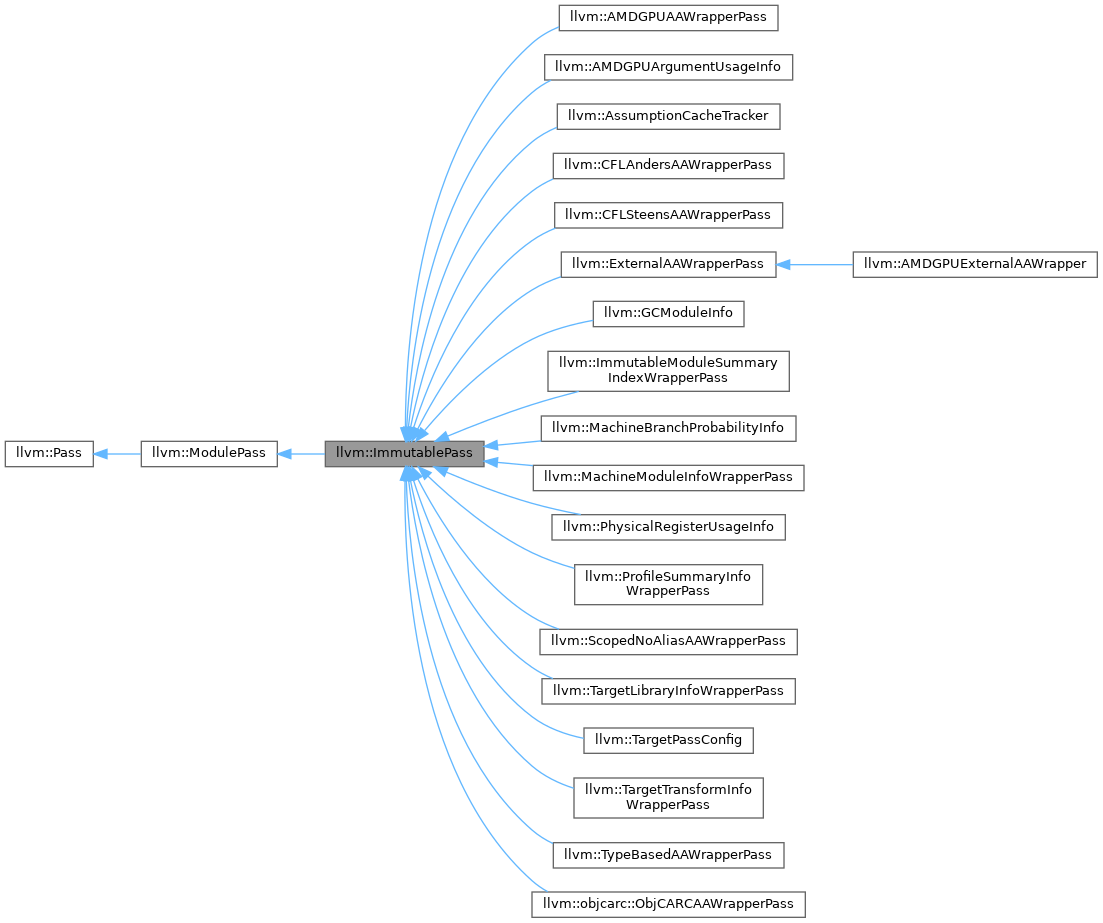 llvm::AMDGPUAAWrapperPass
llvm::AMDGPUArgumentUsageInfo
llvm::AssumptionCacheTracker
llvm::CFLAndersAAWrapperPass
llvm::CFLSteensAAWrapperPass
llvm::ExternalAAWrapperPass
llvm::AMDGPUExternalAAWrapper
llvm::GCModuleInfo
llvm::ImmutableModuleSummary
IndexWrapperPass
llvm::MachineBranchProbabilityInfo
llvm::Pass
llvm::ModulePass
llvm::ImmutablePass
llvm::MachineModuleInfoWrapperPass
llvm::PhysicalRegisterUsageInfo
llvm::ProfileSummaryInfo
WrapperPass
llvm::ScopedNoAliasAAWrapperPass
llvm::TargetLibraryInfoWrapperPass
llvm::TargetPassConfig
llvm::TargetTransformInfo
WrapperPass
llvm::TypeBasedAAWrapperPass
llvm::objcarc::ObjCARCAAWrapperPass